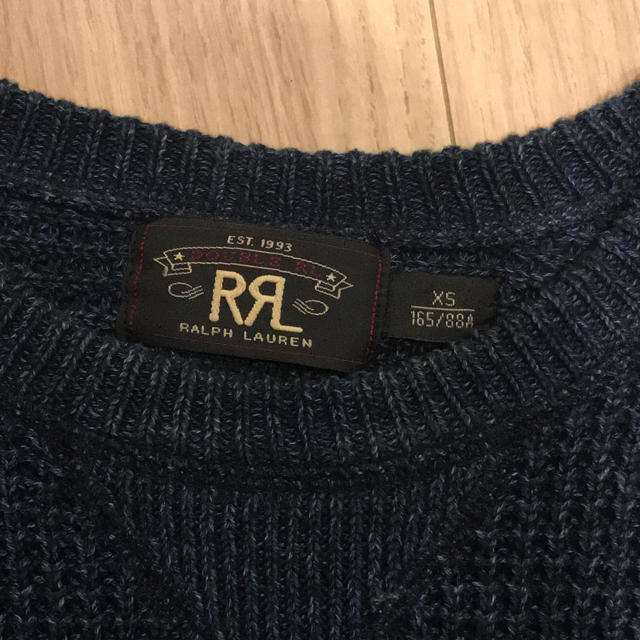 EST. 1993
DOUBLE RL
RRL
RALPH LAUREN
XS
165/88A